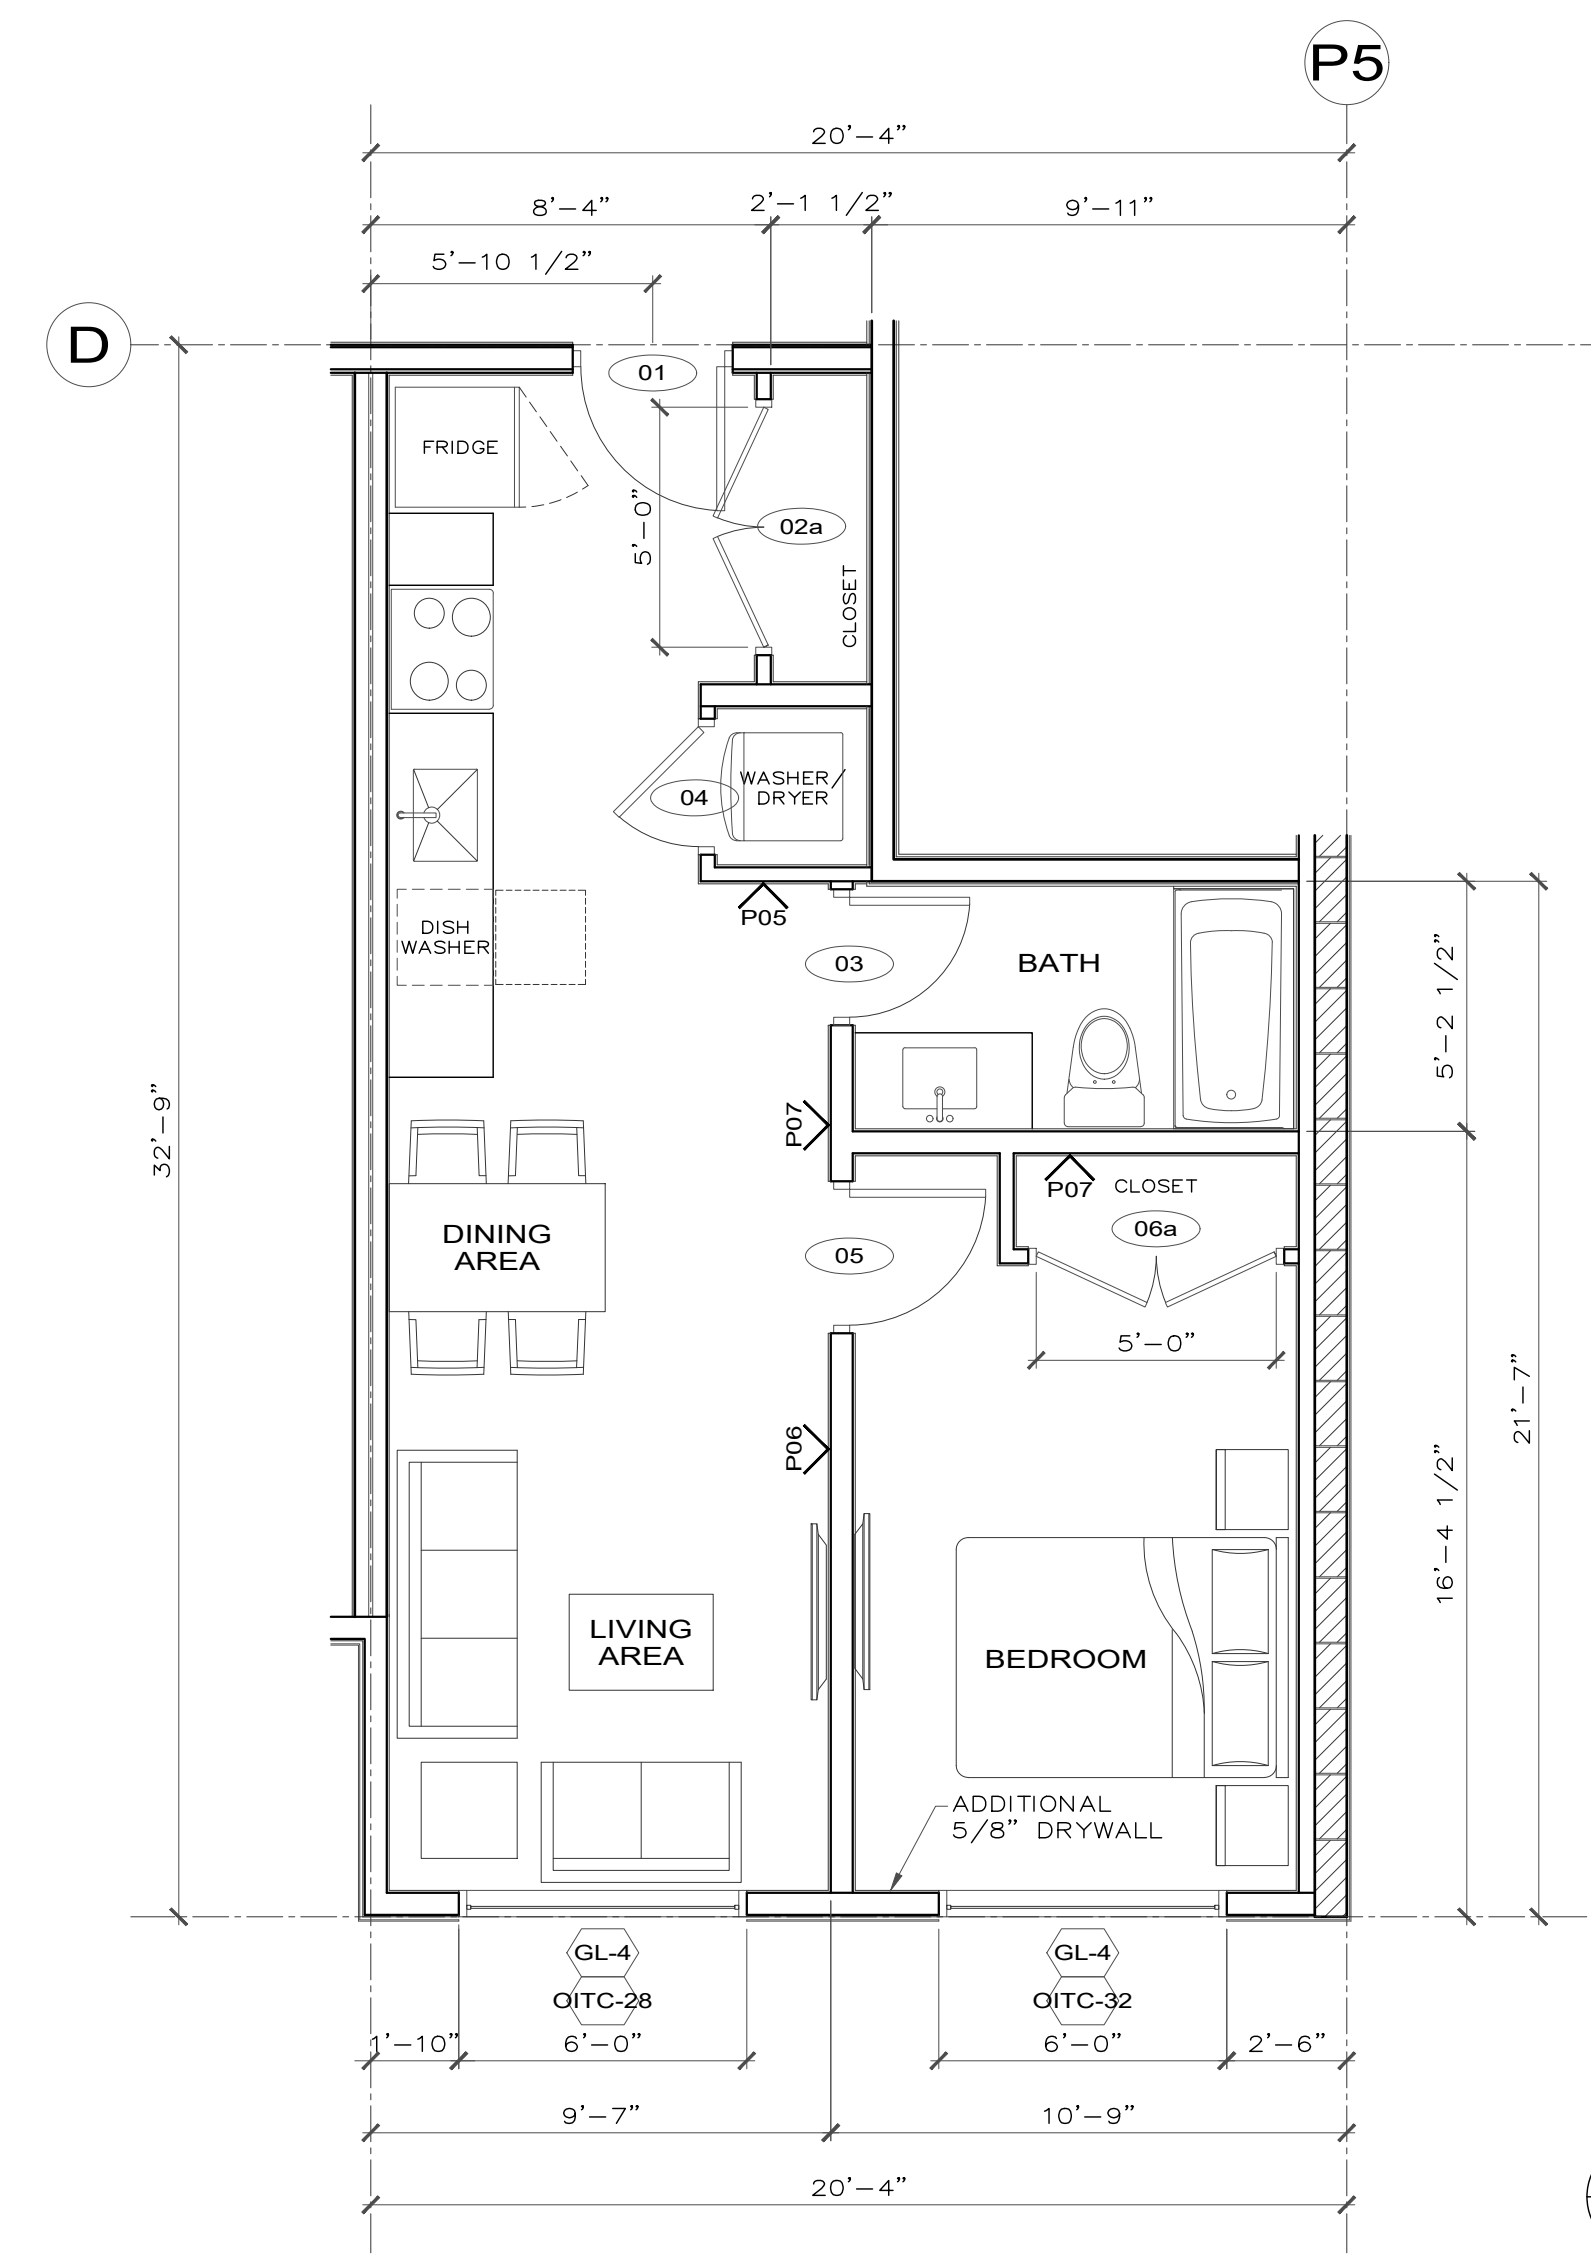 P5
20’–4”
8’–4”
2’–1 1/2”
9’–11”
5’–10 1/2”
D
01
FRIDGE
5’–0”
02a
CLOSET
04
WASHER/
DRYER
P05
DISH
WASHER
03
BATH
5’–2 1/2”
32’–9”
P07
P07
CLOSET
06a
DINING
AREA
05
5’–0”
21’–7”
P06
16’–4 1/2”
LIVING
AREA
BEDROOM
ADDITIONAL
5/8” DRYWALL
GL-4
GL-4
OITC-28
OITC-32
1’–10”
6’–0”
6’–0”
2’–6”
9’–7”
10’–9”
20’–4”